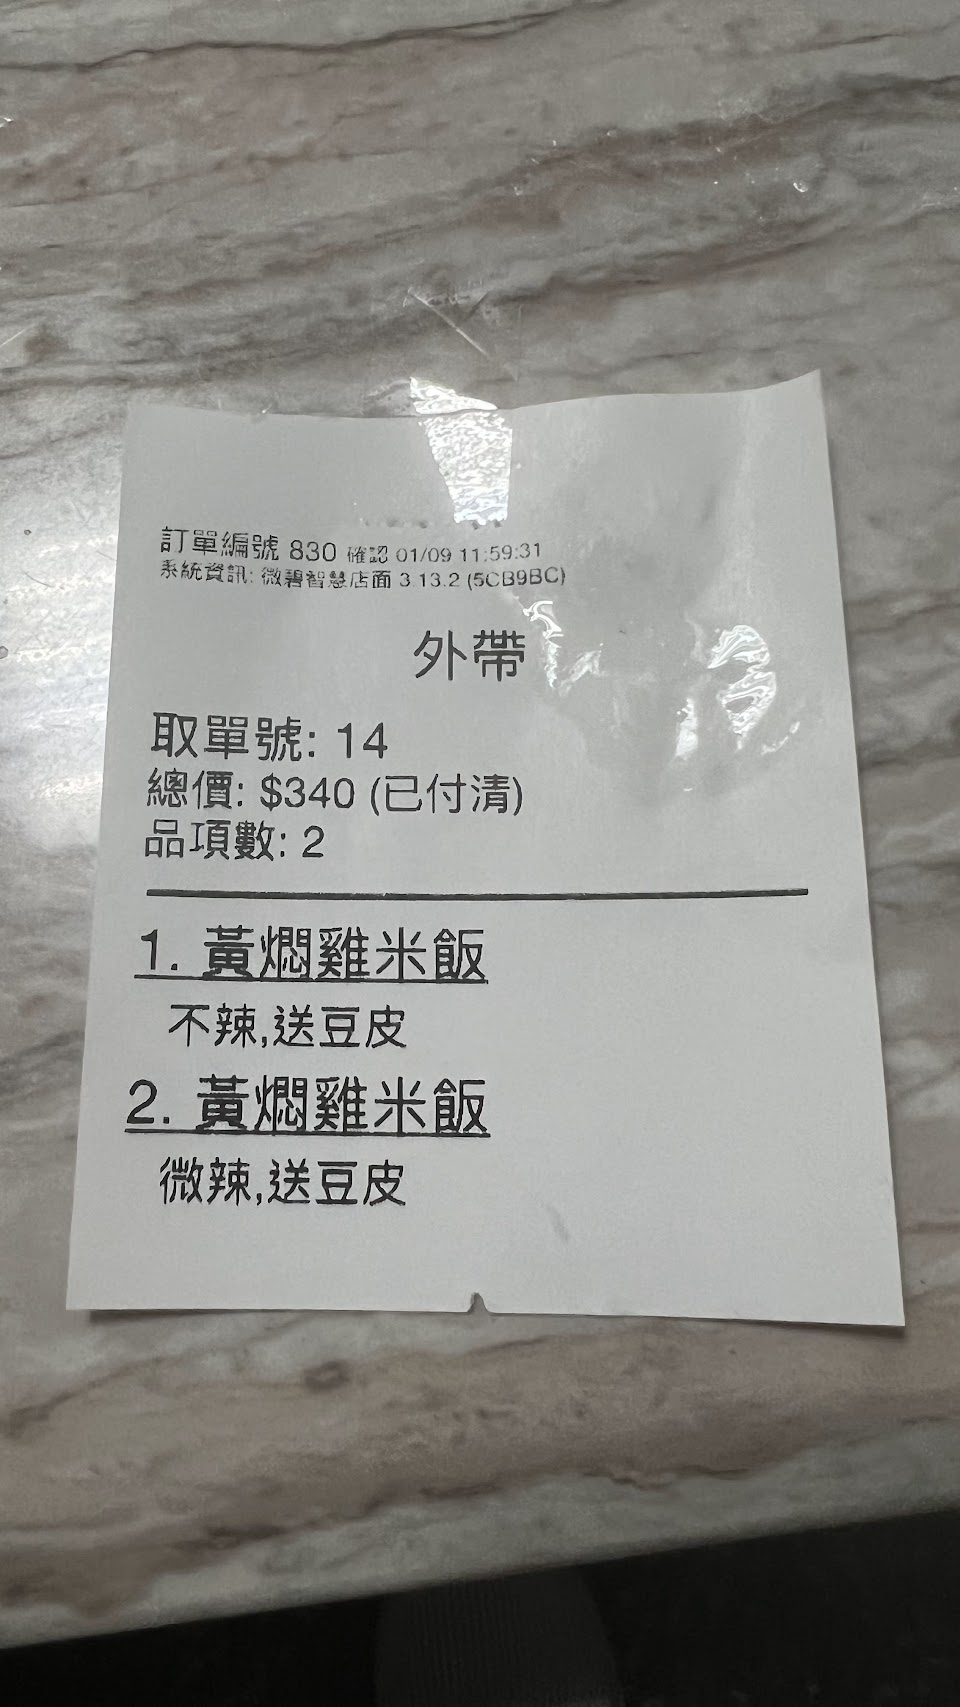 訂單編號 830 確認 01/09 11:59:31
系統資訊: 微碧智慧店面 3.13.2 (5CB9BC)
外帶
取單號: 14
總價: $340 (已付清)
品項數: 2
1. 黃燜雞米飯
不辣,送豆皮
2. 黃燜雞米飯
微辣,送豆皮